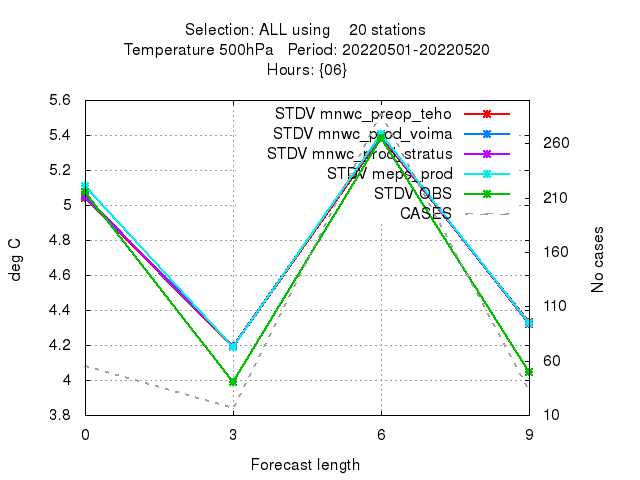 Selection: ALL using 20 stations
Temperature 500hPa Period: 20220501-20220520
Hours: {06}
5.6
5.4
5.2
5
4.8
4.6
4.4
4.2
4
3.8
deg C
STDV mnwc_preop_teho
STDV mnwc_prod_voima
STDV mnwc_prod_stratus
STDV meps_prod
STDV OBS
CASES
260
210
160
110
60
10
No cases
0 3 6 9
Forecast length